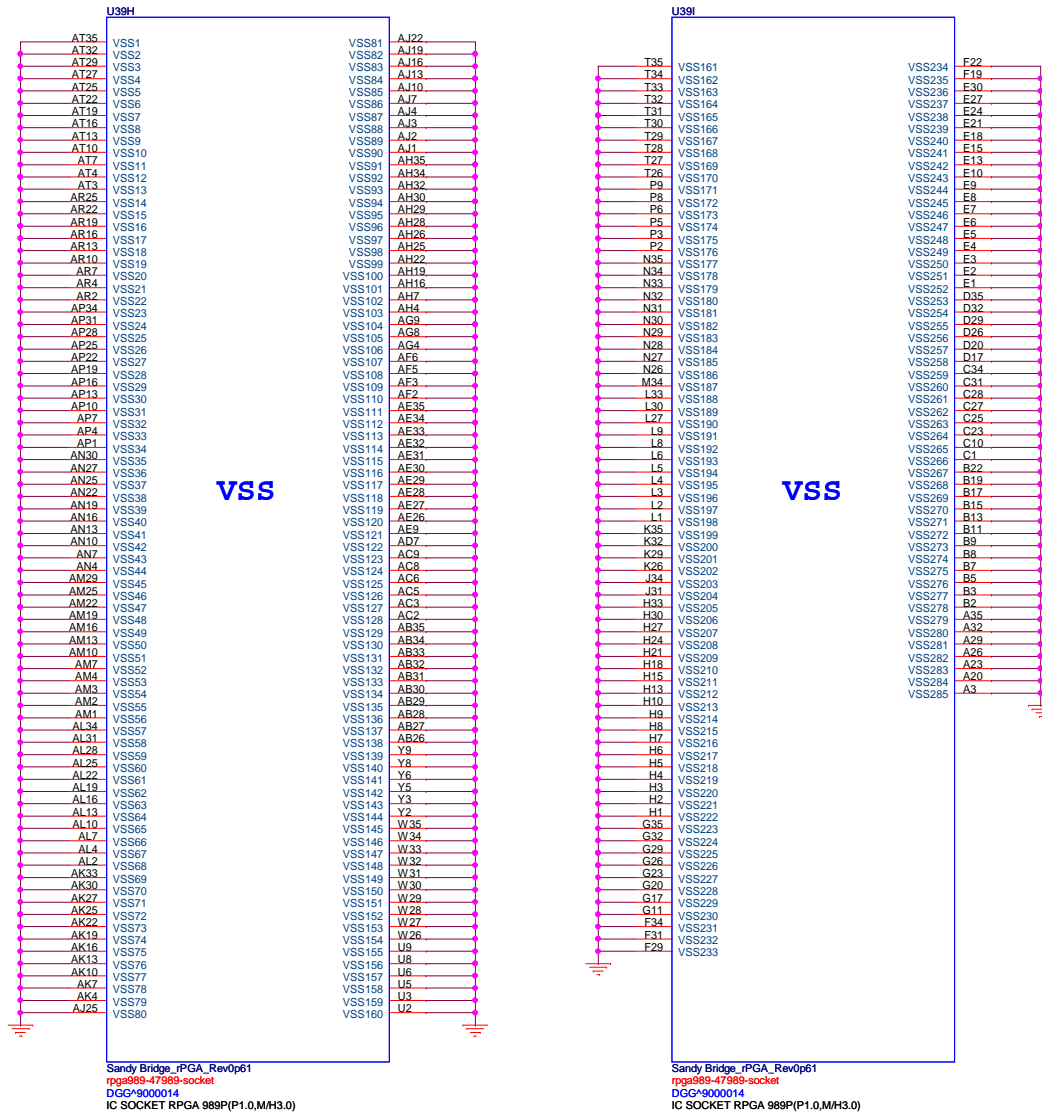 U39H
AT35 VSS1 VSS81 AJ22
AT32 VSS2 VSS82 AJ19
AT29 VSS3 VSS83 AJ16
AT27 VSS4 VSS84 AJ13
AT25 VSS5 VSS85 AJ10
AT22 VSS6 VSS86 AJ7
AT19 VSS7 VSS87 AJ4
AT16 VSS8 VSS88 AJ3
AT13 VSS9 VSS89 AJ2
AT10 VSS10 VSS90 AJ1
AT7 VSS11 VSS91 AH35
AT4 VSS12 VSS92 AH34
AT3 VSS13 VSS93 AH32
AR25 VSS14 VSS94 AH30
AR22 VSS15 VSS95 AH29
AR19 VSS16 VSS96 AH28
AR16 VSS17 VSS97 AH26
AR13 VSS18 VSS98 AH25
AR10 VSS19 VSS99 AH22
AR7 VSS20 VSS100 AH19
AR4 VSS21 VSS101 AH16
AR2 VSS22 VSS102 AH7
AP34 VSS23 VSS103 AH4
AP31 VSS24 VSS104 AG9
AP28 VSS25 VSS105 AG8
AP25 VSS26 VSS106 AG4
AP22 VSS27 VSS107 AF6
AP19 VSS28 VSS108 AF5
AP16 VSS29 VSS109 AF3
AP13 VSS30 VSS110 AF2
AP10 VSS31 VSS111 AE35
AP7 VSS32 VSS112 AE34
AP4 VSS33 VSS113 AE33
AP1 VSS34 VSS114 AE32
AN30 VSS35 VSS115 AE31
AN27 VSS36 VSS116 AE30
AN25 VSS37 VSS117 AE29
VSS
AN22 VSS38 VSS118 AE28
AN19 VSS39 VSS119 AE27
AN16 VSS40 VSS120 AE26
AN13 VSS41 VSS121 AE9
AN10 VSS42 VSS122 AD7
AN7 VSS43 VSS123 AC9
AN4 VSS44 VSS124 AC8
AM29 VSS45 VSS125 AC6
AM25 VSS46 VSS126 AC5
AM22 VSS47 VSS127 AC3
AM19 VSS48 VSS128 AC2
AM16 VSS49 VSS129 AB35
AM13 VSS50 VSS130 AB34
AM10 VSS51 VSS131 AB33
AM7 VSS52 VSS132 AB32
AM4 VSS53 VSS133 AB31
AM3 VSS54 VSS134 AB30
AM2 VSS55 VSS135 AB29
AM1 VSS56 VSS136 AB28
AL34 VSS57 VSS137 AB27
AL31 VSS58 VSS138 AB26
AL28 VSS59 VSS139 Y9
AL25 VSS60 VSS140 Y8
AL22 VSS61 VSS141 Y6
AL19 VSS62 VSS142 Y5
AL16 VSS63 VSS143 Y3
AL13 VSS64 VSS144 Y2
AL10 VSS65 VSS145 W35
AL7 VSS66 VSS146 W34
AL4 VSS67 VSS147 W33
AL2 VSS68 VSS148 W32
AK33 VSS69 VSS149 W31
AK30 VSS70 VSS150 W30
AK27 VSS71 VSS151 W29
AK25 VSS72 VSS152 W28
AK22 VSS73 VSS153 W27
AK19 VSS74 VSS154 W26
AK16 VSS75 VSS155 U9
AK13 VSS76 VSS156 U8
AK10 VSS77 VSS157 U6
AK7 VSS78 VSS158 U5
AK4 VSS79 VSS159 U3
AJ25 VSS80 VSS160 U2
Sandy Bridge_rPGA_Rev0p61
rpga989-47989-socket
DGG^9000014
IC SOCKET RPGA 989P(P1.0,M/H3.0)
U39I
T35 VSS161 VSS234 F22
T34 VSS162 VSS235 F19
T33 VSS163 VSS236 E30
T32 VSS164 VSS237 E27
T31 VSS165 VSS238 E24
T30 VSS166 VSS239 E21
T29 VSS167 VSS240 E18
T28 VSS168 VSS241 E15
T27 VSS169 VSS242 E13
T26 VSS170 VSS243 E10
P9 VSS171 VSS244 E9
P8 VSS172 VSS245 E8
P6 VSS173 VSS246 E7
P5 VSS174 VSS247 E6
P3 VSS175 VSS248 E5
P2 VSS176 VSS249 E4
N35 VSS177 VSS250 E3
N34 VSS178 VSS251 E2
N33 VSS179 VSS252 E1
N32 VSS180 VSS253 D35
N31 VSS181 VSS254 D32
N30 VSS182 VSS255 D29
N29 VSS183 VSS256 D26
N28 VSS184 VSS257 D20
N27 VSS185 VSS258 D17
N26 VSS186 VSS259 C34
M34 VSS187 VSS260 C31
L33 VSS188 VSS261 C28
L30 VSS189 VSS262 C27
L27 VSS190 VSS263 C25
L9 VSS191 VSS264 C23
L8 VSS192 VSS265 C10
L6 VSS193 VSS266 C1
L5 VSS194 VSS267 B22
L4 VSS195 VSS268 B19
VSS
L3 VSS196 VSS269 B17
L2 VSS197 VSS270 B15
L1 VSS198 VSS271 B13
K35 VSS199 VSS272 B11
K32 VSS200 VSS273 B9
K29 VSS201 VSS274 B8
K26 VSS202 VSS275 B7
J34 VSS203 VSS276 B5
J31 VSS204 VSS277 B3
H33 VSS205 VSS278 B2
H30 VSS206 VSS279 A35
H27 VSS207 VSS280 A32
H24 VSS208 VSS281 A29
H21 VSS209 VSS282 A26
H18 VSS210 VSS283 A23
H15 VSS211 VSS284 A20
H13 VSS212 VSS285 A3
H10 VSS213
H9 VSS214
H8 VSS215
H7 VSS216
H6 VSS217
H5 VSS218
H4 VSS219
H3 VSS220
H2 VSS221
H1 VSS222
G35 VSS223
G32 VSS224
G29 VSS225
G26 VSS226
G23 VSS227
G20 VSS228
G17 VSS229
G11 VSS230
F34 VSS231
F31 VSS232
F29 VSS233
Sandy Bridge_rPGA_Rev0p61
rpga989-47989-socket
DGG^9000014
IC SOCKET RPGA 989P(P1.0,M/H3.0)